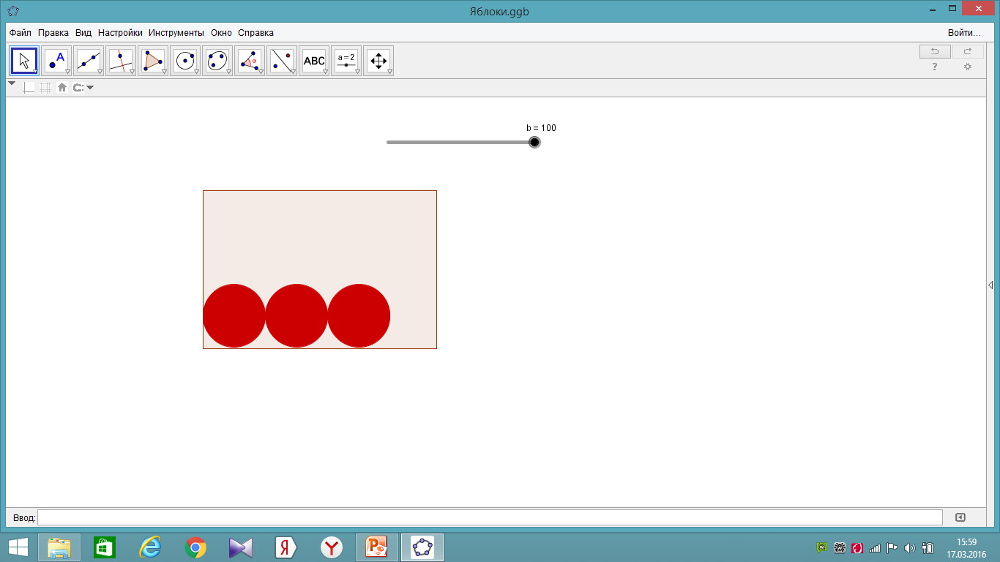 Яблоки.ggb
Файл Правка Вид Настройки Инструменты Окно Справка Войти...
A α ABC a=2
?
b = 100
Ввод:
Я Y
15:59
17.03.2016